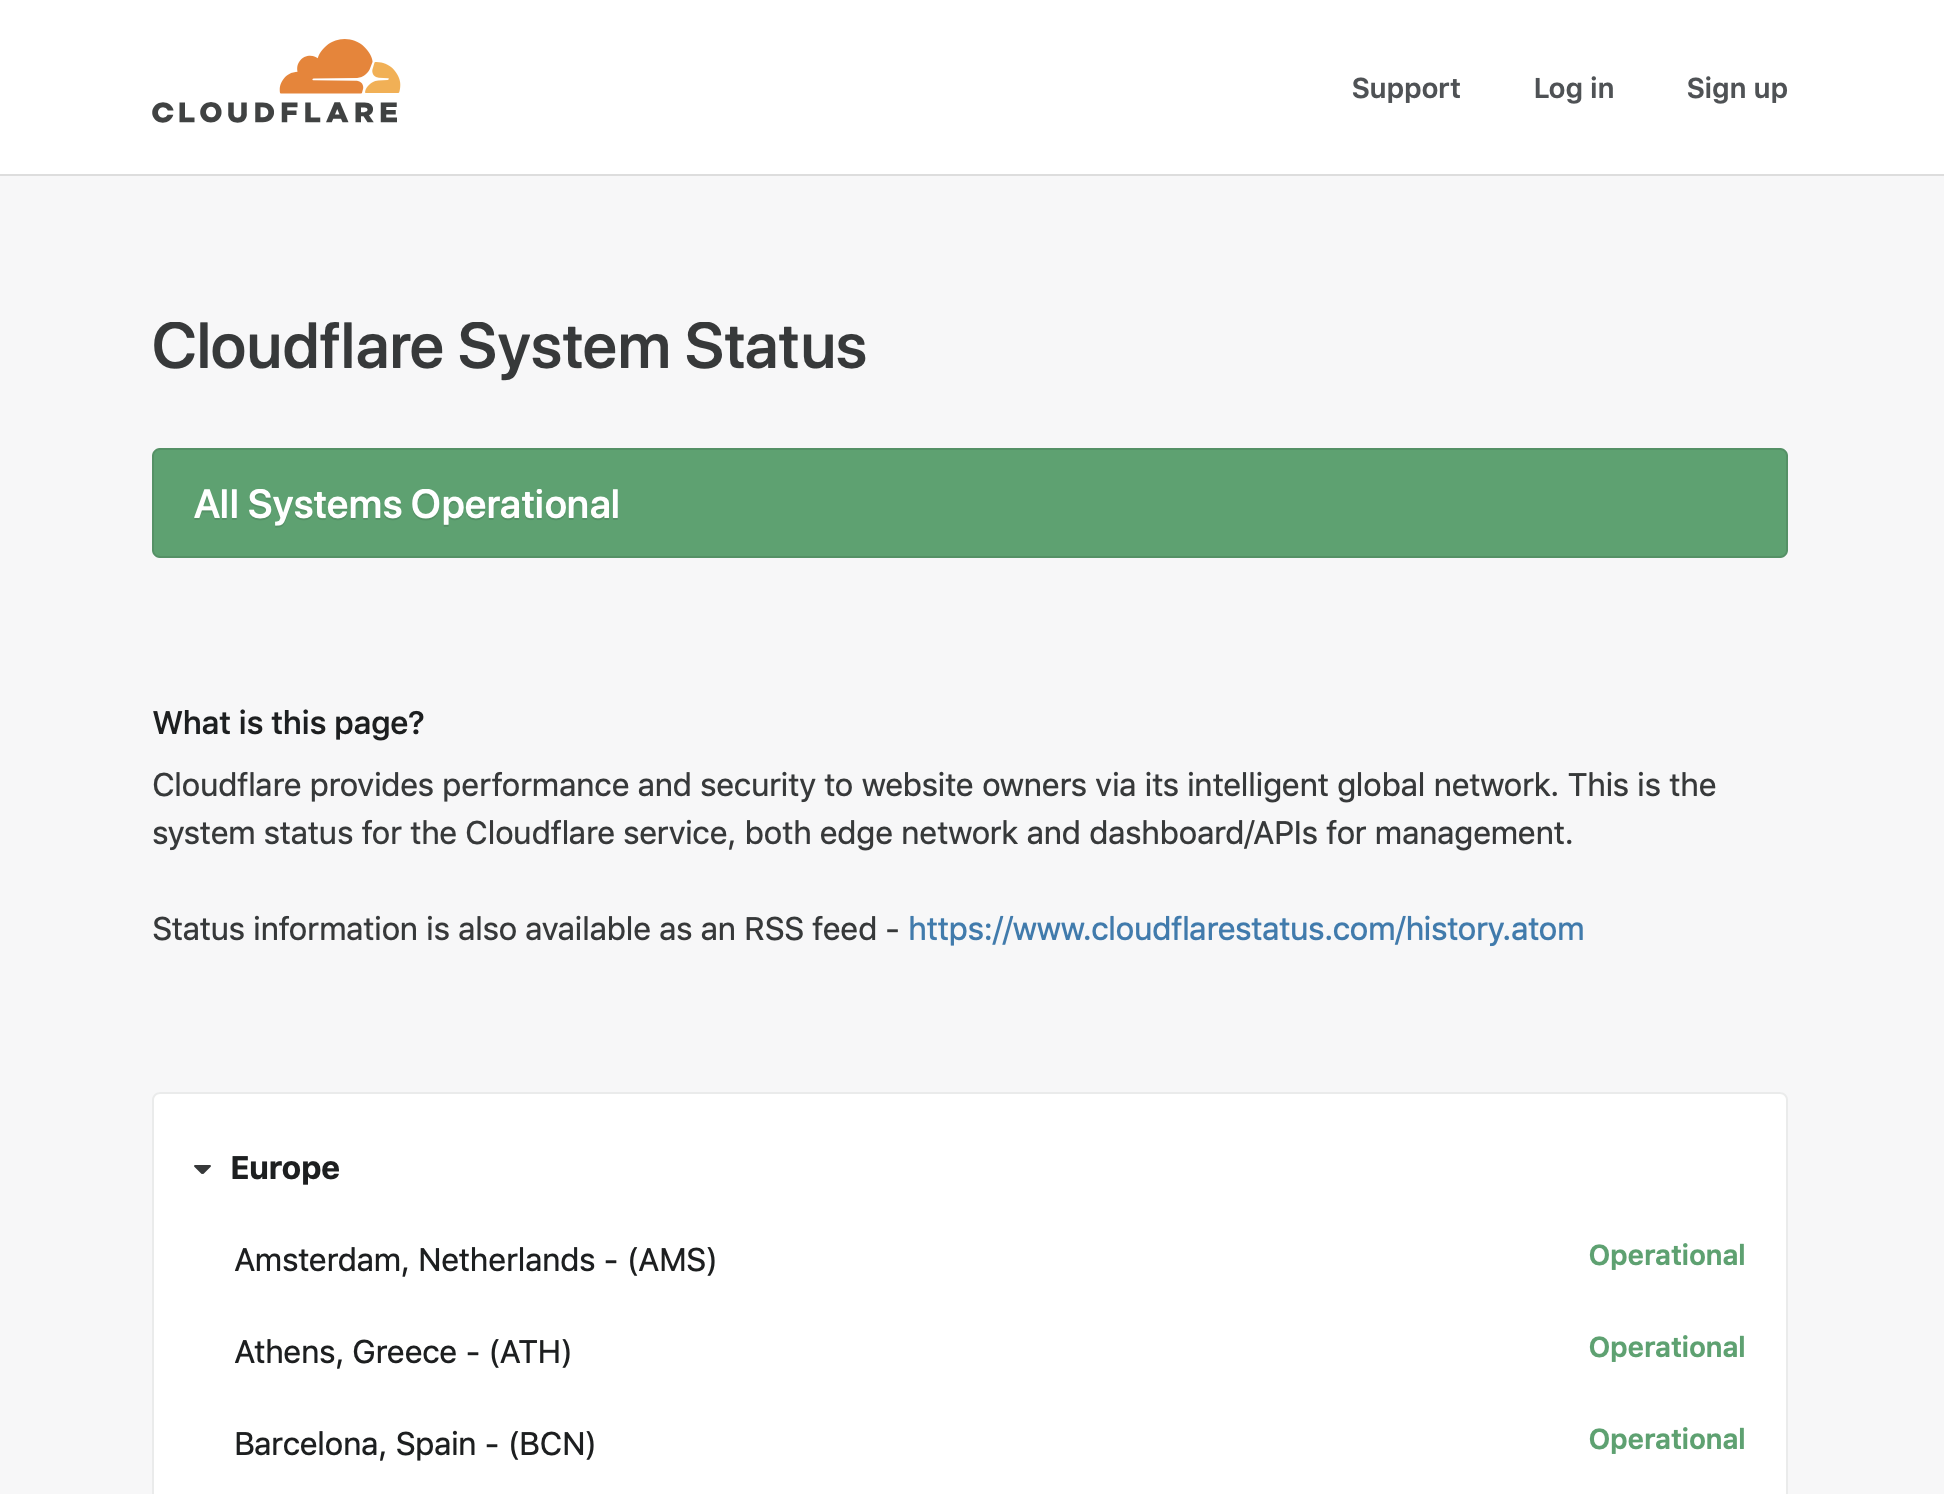 CLOUDFLARE
Support
Log in
Sign up
Cloudflare System Status
All Systems Operational
What is this page?
Cloudflare provides performance and security to website owners via its intelligent global network. This is the
system status for the Cloudflare service, both edge network and dashboard/APIs for management.
Status information is also available as an RSS feed - https://www.cloudflarestatus.com/history.atom
Europe
Amsterdam, Netherlands - (AMS)
Operational
Athens, Greece - (ATH)
Operational
Barcelona, Spain - (BCN)
Operational